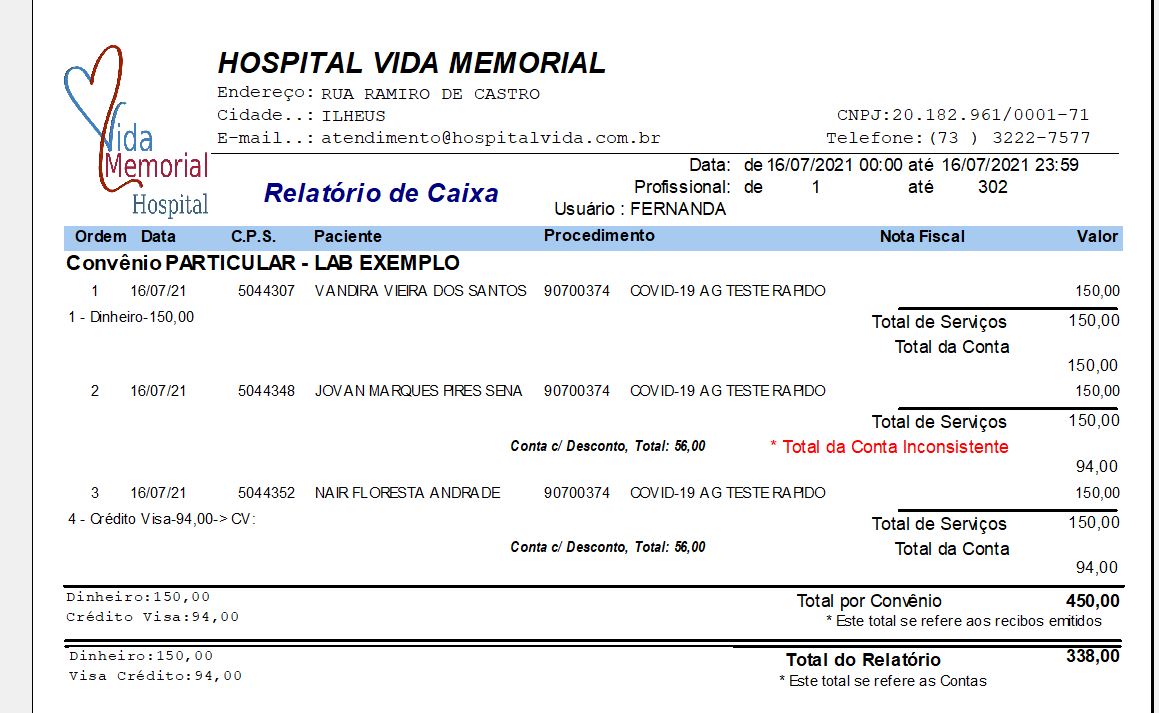 HOSPITAL VIDA MEMORIAL
Endereço: RUA RAMIRO DE CASTRO
Cidade..: ILHEUS CNPJ:20.182.961/0001-71
E-mail..: atendimento@hospitalvida.com.br Telefone:(73 ) 3222-7577
Vida
Memorial
Hospital
Data: de 16/07/2021 00:00 até 16/07/2021 23:59
Relatório de Caixa Profissional: de 1 até 302
Usuário : FERNANDA
Ordem Data C.P.S. Paciente Procedimento Nota Fiscal Valor
Convênio PARTICULAR - LAB EXEMPLO
1 16/07/21 5044307 VANDIRA VIEIRA DOS SANTOS 90700374 COVID-19 AG TESTE RAPIDO 150,00
1 - Dinheiro-150,00 Total de Serviços 150,00
Total da Conta
150,00
2 16/07/21 5044348 JOVAN MARQUES PIRES SENA 90700374 COVID-19 AG TESTE RAPIDO 150,00
Total de Serviços 150,00
Conta c/ Desconto, Total: 56,00 * Total da Conta Inconsistente
94,00
3 16/07/21 5044352 NAIR FLORESTA ANDRADE 90700374 COVID-19 AG TESTE RAPIDO 150,00
4 - Crédito Visa-94,00-> CV: Total de Serviços 150,00
Conta c/ Desconto, Total: 56,00 Total da Conta
94,00
Dinheiro:150,00 Total por Convênio 450,00
Crédito Visa:94,00 * Este total se refere aos recibos emitidos
Dinheiro:150,00 Total do Relatório 338,00
Visa Crédito:94,00 * Este total se refere as Contas